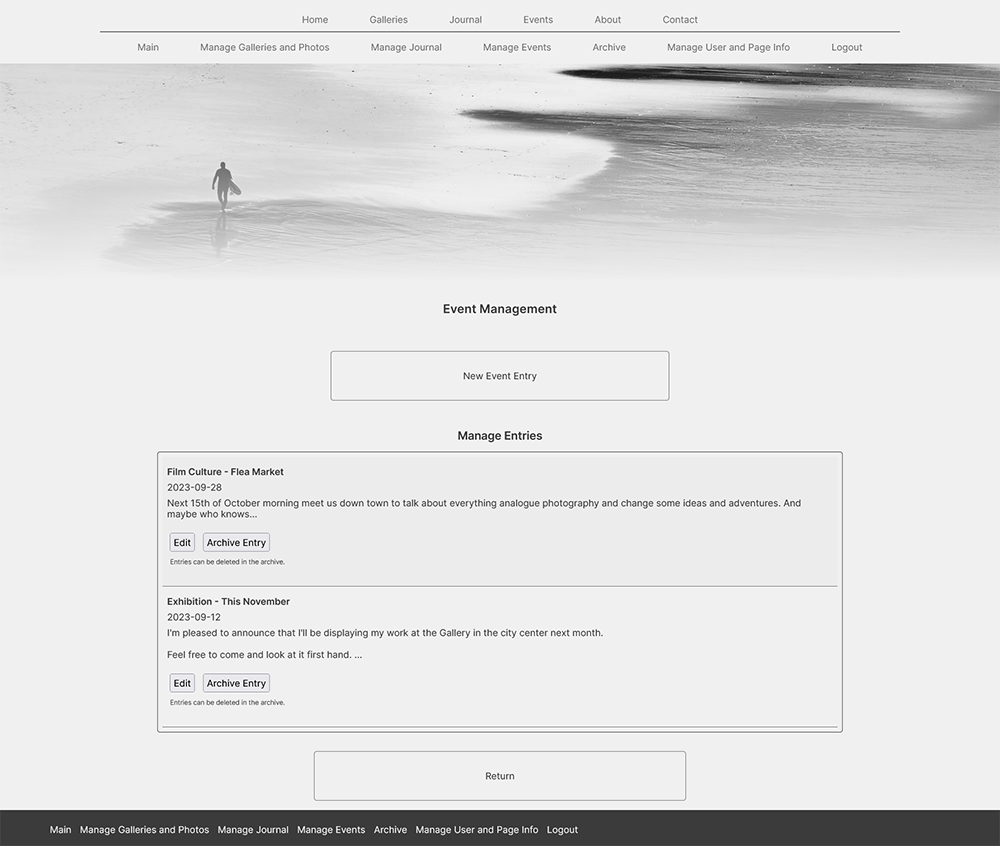 Home Galleries Journal Events About Contact
Main Manage Galleries and Photos Manage Journal Manage Events Archive Manage User and Page Info Logout
Event Management
New Event Entry
Manage Entries
Film Culture - Flea Market
2023-09-28
Next 15th of October morning meet us down town to talk about everything analogue photography and change some ideas and adventures. And
maybe who knows...
Edit Archive Entry
Entries can be deleted in the archive.
Exhibition - This November
2023-09-12
I'm pleased to announce that I'll be displaying my work at the Gallery in the city center next month.
Feel free to come and look at it first hand. ...
Edit Archive Entry
Entries can be deleted in the archive.
Return
Main Manage Galleries and Photos Manage Journal Manage Events Archive Manage User and Page Info Logout